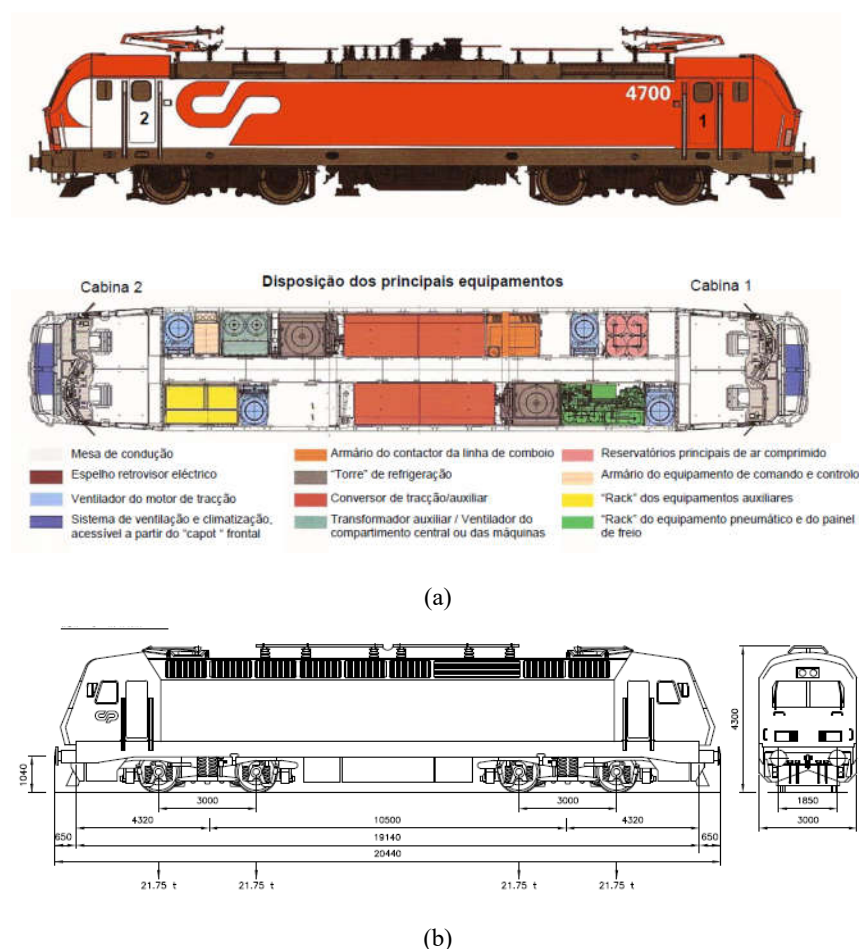 4700
2
1
Disposição dos principais equipamentos
Cabina 2
Cabina 1
Mesa de condução
Espelho retrovisor eléctrico
Ventilador do motor de tracção
Sistema de ventilação e climatização,
acessível a partir do “capot “ frontal
Armário do contactor da linha de comboio
“Torre” de refrigeração
Conversor de tracção/auxiliar
Transformador auxiliar / Ventilador do
compartimento central ou das máquinas
Reservatórios principais de ar comprimido
Armário do equipamento de comando e controlo
“Rack” dos equipamentos auxiliares
“Rack” do equipamento pneumático e do painel
de freio
(a)
4300
1040
3000
3000
1850
4320
10500
4320
3000
650
19140
650
20440
21.75 t
21.75 t
21.75 t
21.75 t
(b)